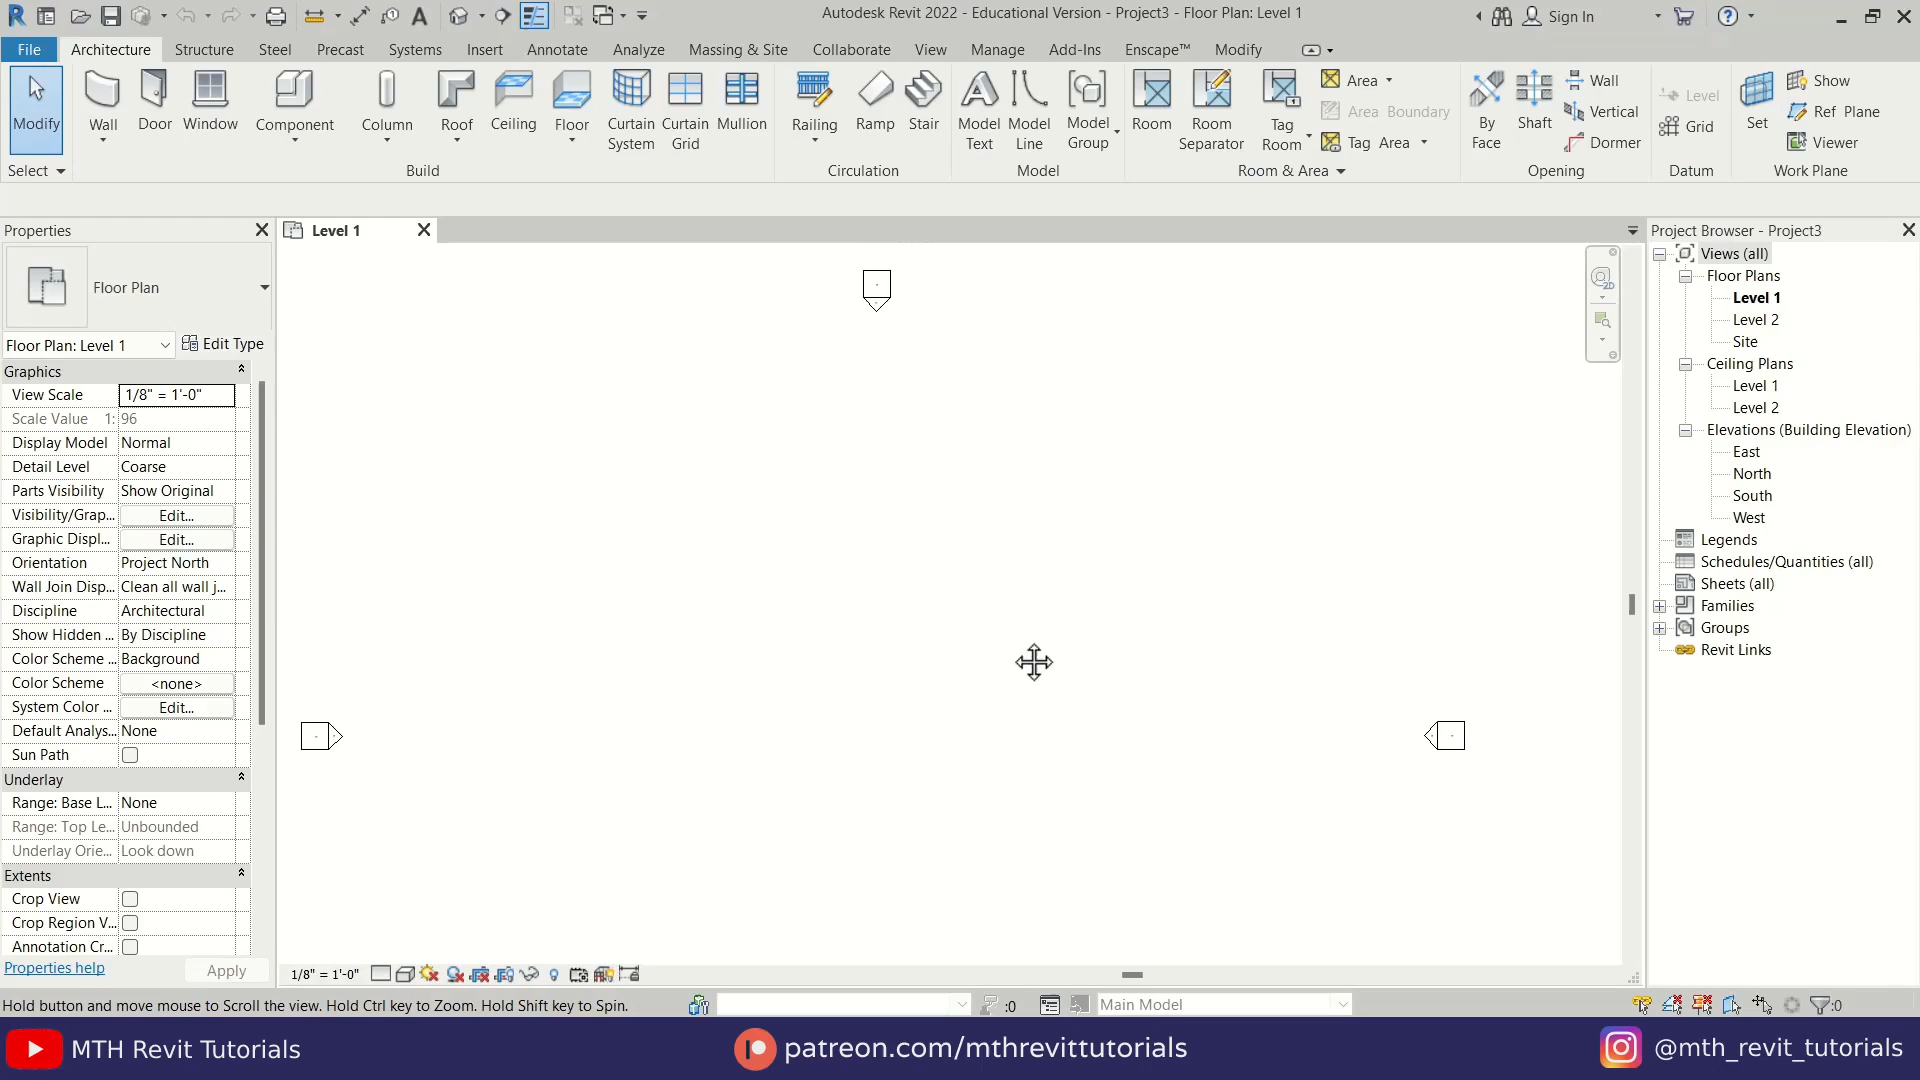 Autodesk Revit 2022 - Educational Version - Project3 - Floor Plan: Level 1
Sign In
File Architecture Structure Steel Precast Systems Insert Annotate Analyze Massing & Site Collaborate View Manage Add-Ins Enscape™ Modify
Modify
Wall
Door
Window
Component
Column
Roof
Ceiling
Floor
Curtain System
Curtain Grid
Mullion
Railing
Ramp
Stair
Model Text
Model Line
Model Group
Room
Room Separator
Tag Room
Area
Area Boundary
Tag Area
By Face
Shaft
Wall
Vertical
Dormer
Level
Grid
Set
Show
Ref Plane
Viewer
Select
Build
Circulation
Model
Room & Area
Opening
Datum
Work Plane
Properties
Floor Plan
Floor Plan: Level 1
Edit Type
Graphics
View Scale 1/8" = 1'-0"
Scale Value 1: 96
Display Model Normal
Detail Level Coarse
Parts Visibility Show Original
Visibility/Grap... Edit...
Graphic Displ... Edit...
Orientation Project North
Wall Join Disp... Clean all wall j...
Discipline Architectural
Show Hidden ... By Discipline
Color Scheme ... Background
Color Scheme <none>
System Color ... Edit...
Default Analys... None
Sun Path
Underlay
Range: Base L... None
Range: Top Le... Unbounded
Underlay Orie... Look down
Extents
Crop View
Crop Region V...
Annotation Cr...
Properties help
Apply
Level 1
2D
1/8" = 1'-0"
Project Browser - Project3
Views (all)
Floor Plans
Level 1
Level 2
Site
Ceiling Plans
Level 1
Level 2
Elevations (Building Elevation)
East
North
South
West
Legends
Schedules/Quantities (all)
Sheets (all)
Families
Groups
Revit Links
Hold button and move mouse to Scroll the view. Hold Ctrl key to Zoom. Hold Shift key to Spin.
:0
Main Model
:0
MTH Revit Tutorials
patreon.com/mthrevittutorials
@mth_revit_tutorials